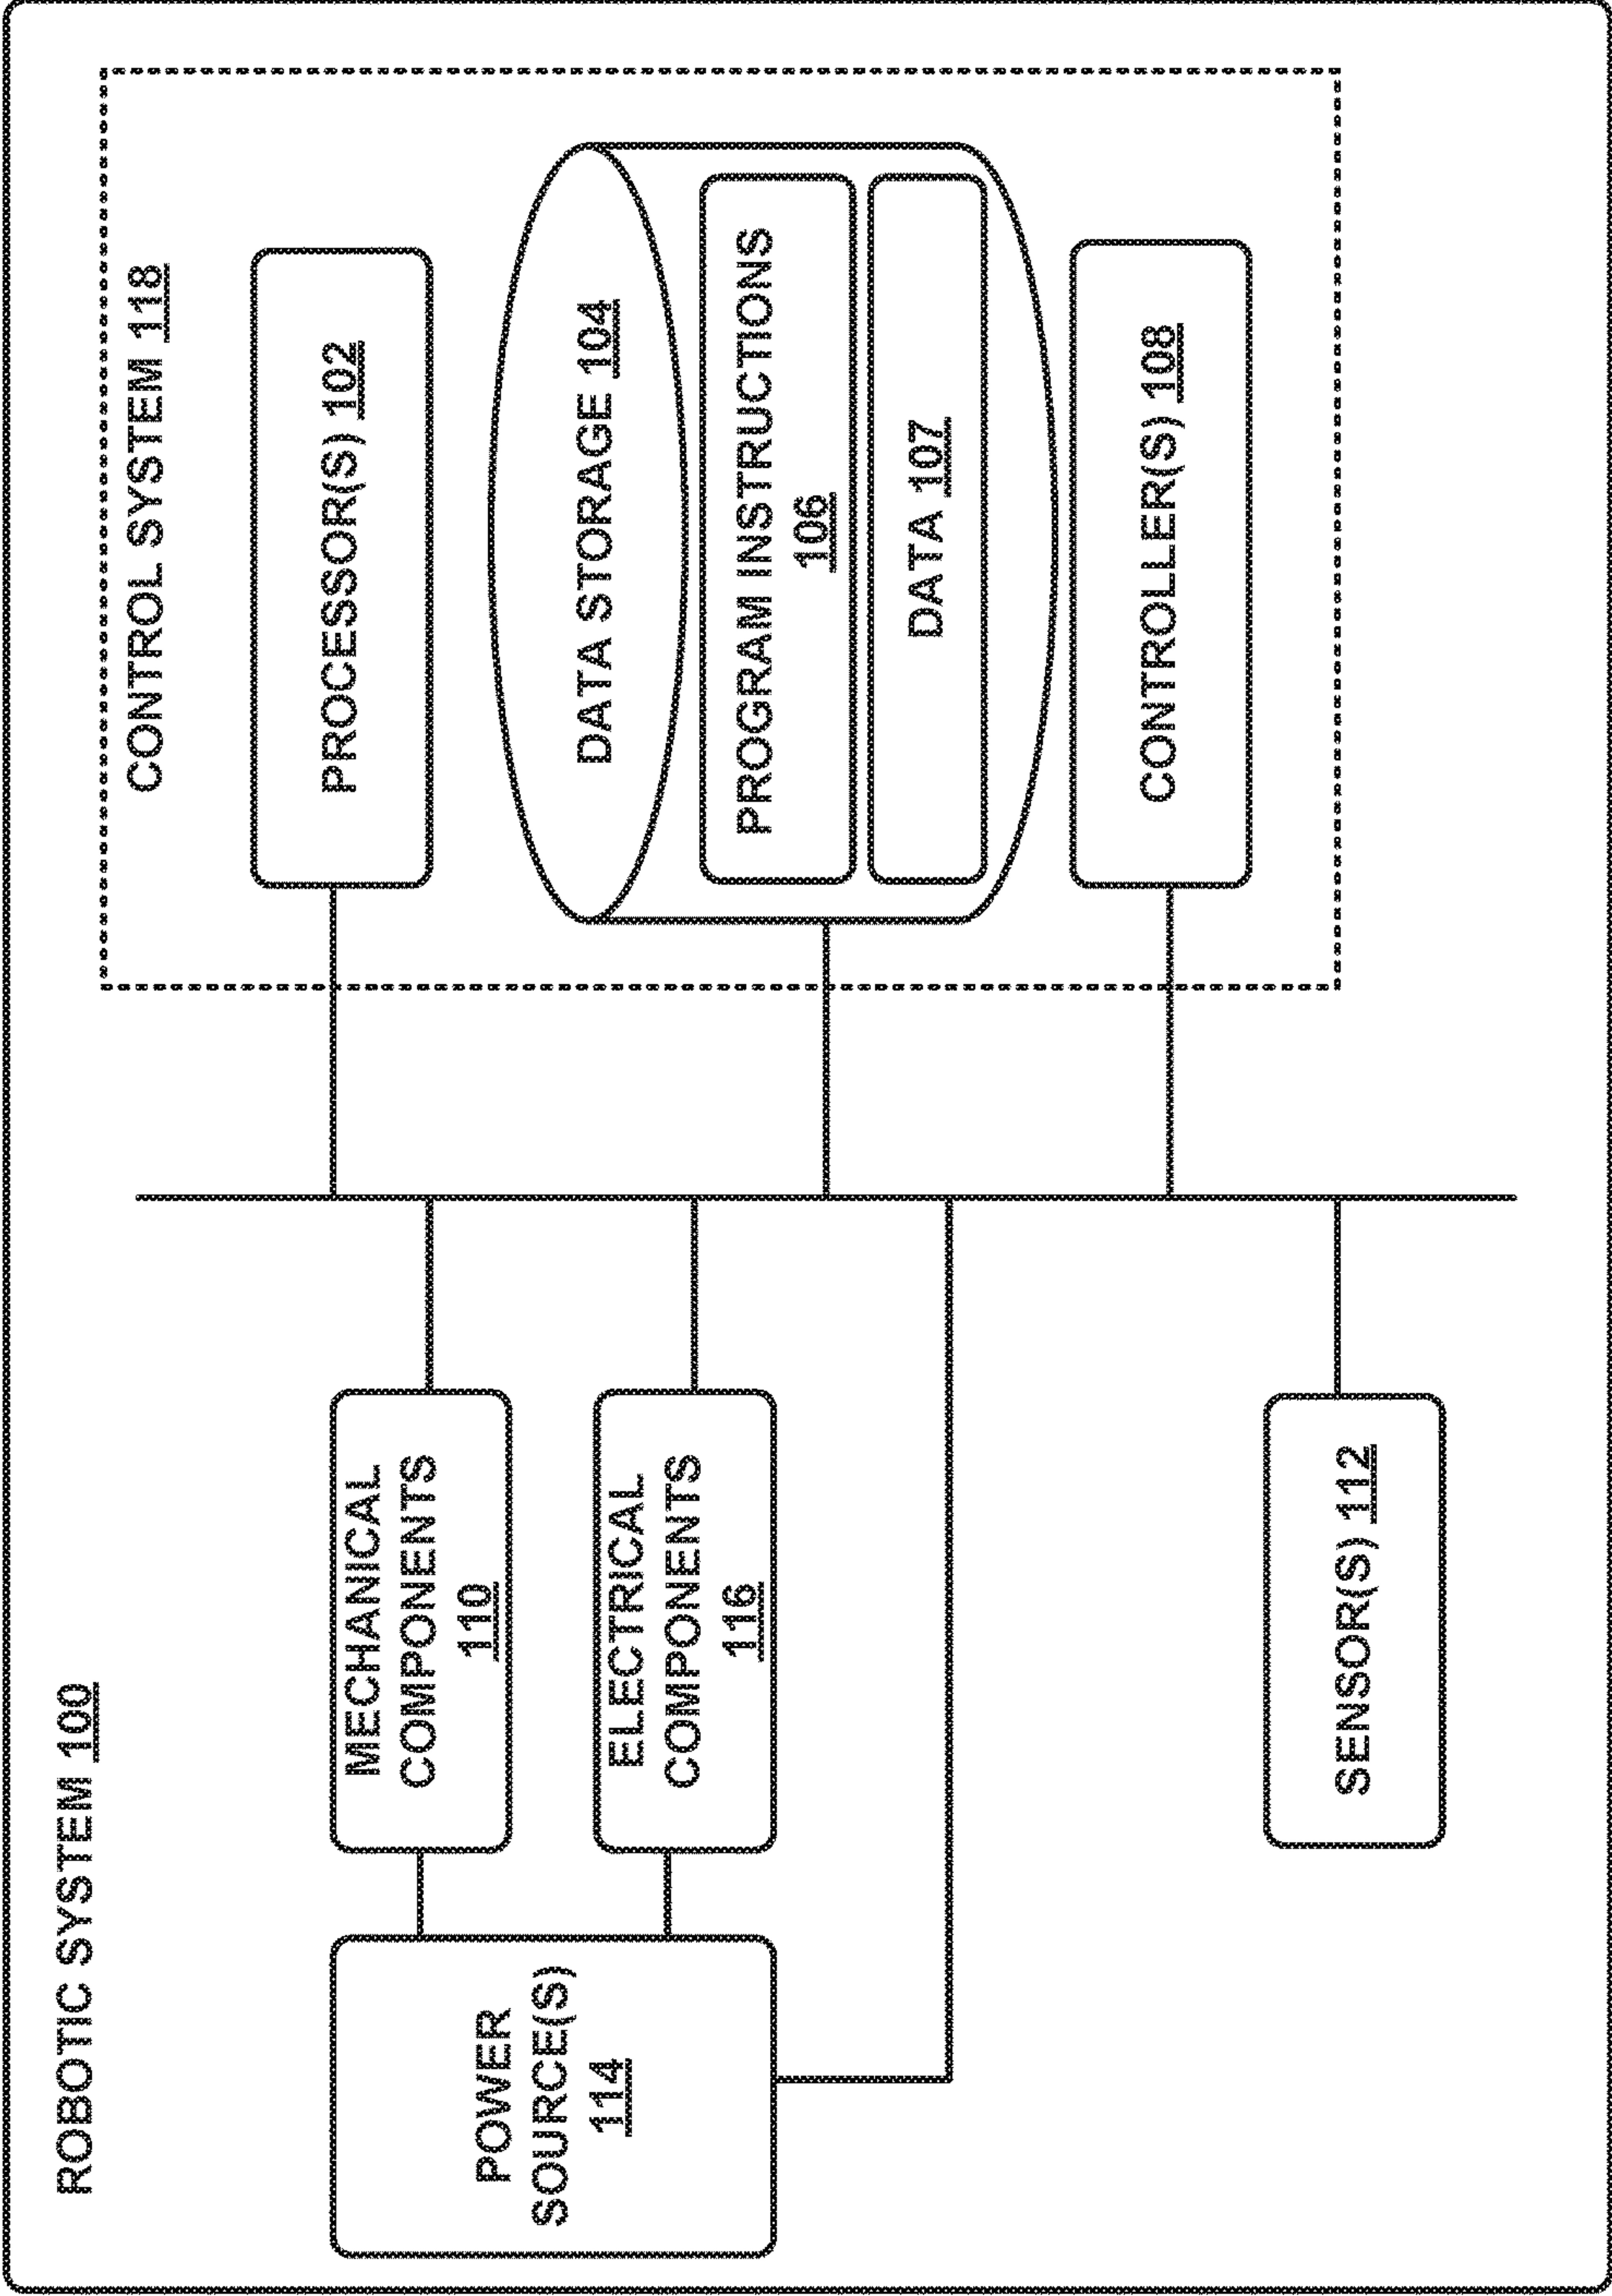 ROBOTIC SYSTEM 100
CONTROL SYSTEM 118
POWER
SOURCE(S)
114
MECHANICAL
COMPONENTS
110
ELECTRICAL
COMPONENTS
116
SENSOR(S) 112
PROCESSOR(S) 102
DATA STORAGE 104
PROGRAM INSTRUCTIONS
106
DATA 107
CONTROLLER(S) 108